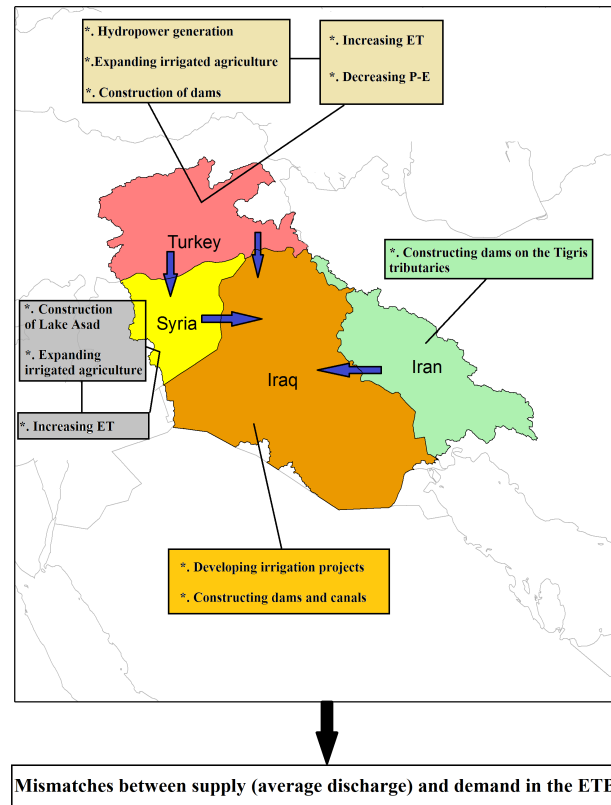 *. Hydropower generation
*.Expanding irrigated agriculture
*. Construction of dams
*. Increasing ET
*. Decreasing P-E
Turkey
*. Constructing dams on the Tigris
tributaries
*. Construction
of Lake Asad
*. Expanding
irrigated agriculture
*. Increasing ET
Syria
Iraq
Iran
*. Developing irrigation projects
*. Constructing dams and canals
Mismatches between supply (average discharge) and demand in the ETB